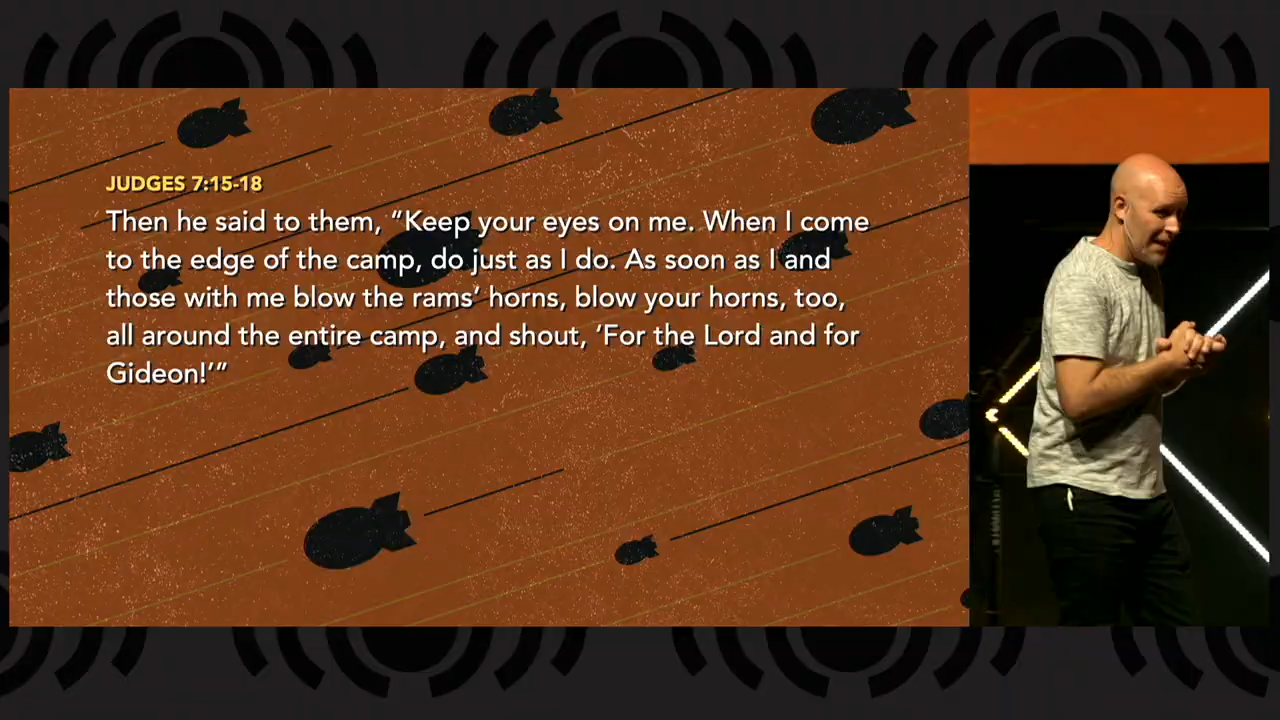 JUDGES 7:15-18
Then he said to them, “Keep your eyes on me. When I come
to the edge of the camp, do just as I do. As soon as I and
those with me blow the rams’ horns, blow your horns, too,
all around the entire camp, and shout, ‘For the Lord and for
Gideon!’”